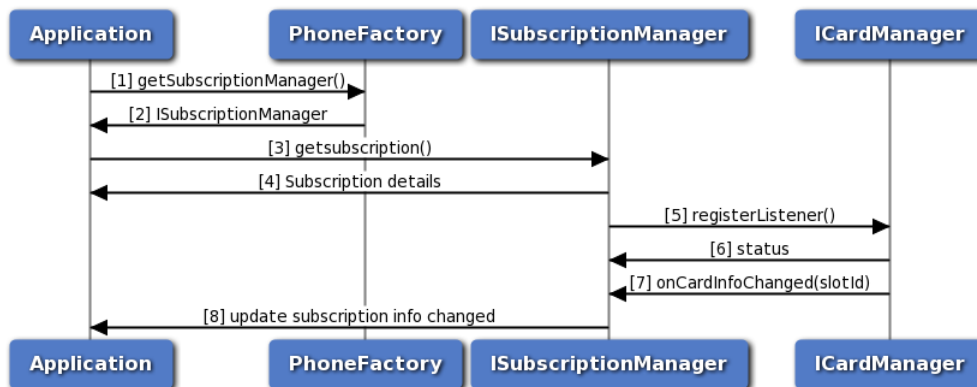 Application PhoneFactory ISubscriptionManager ICardManager
[1] getSubscriptionManager()
[2] ISubscriptionManager
[3] getsubscription()
[4] Subscription details
[5] registerListener()
[6] status
[7] onCardInfoChanged(slotId)
[8] update subscription info changed
Application PhoneFactory ISubscriptionManager ICardManager